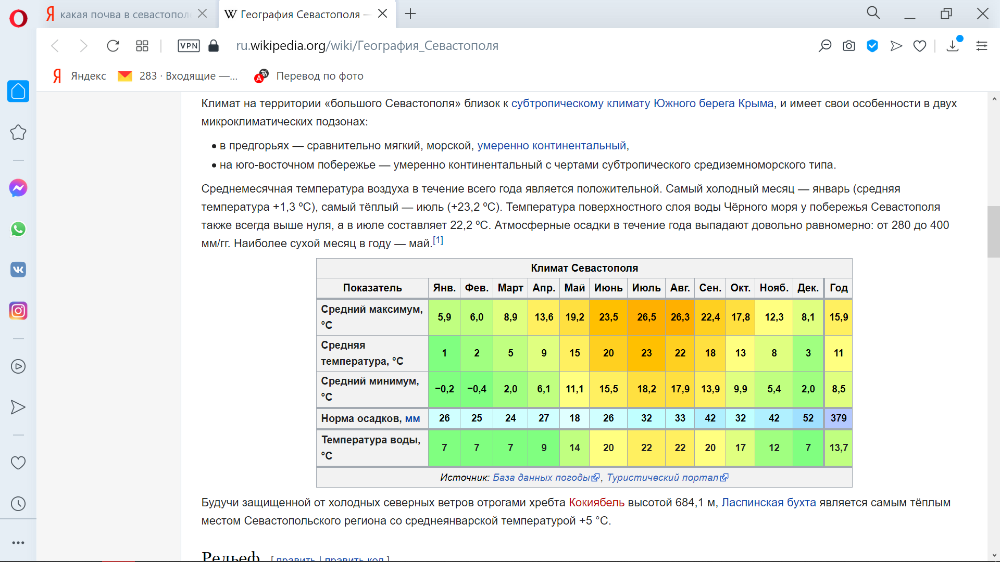 какая почва в севастопол
География Севастополя —
VPN
ru.wikipedia.org/wiki/География_Севастополя
Яндекс
283 · Входящие —...
Перевод по фото
Климат на территории «большого Севастополя» близок к субтропическому климату Южного берега Крыма, и имеет свои особенности в двух
микроклиматических подзонах:
• в предгорьях — сравнительно мягкий, морской, умеренно континентальный,
• на юго-восточном побережье — умеренно континентальный с чертами субтропического средиземноморского типа.
Среднемесячная температура воздуха в течение всего года является положительной. Самый холодный месяц — январь (средняя
температура +1,3 ºС), самый тёплый — июль (+23,2 ºС). Температура поверхностного слоя воды Чёрного моря у побережья Севастополя
также всегда выше нуля, а в июле составляет 22,2 ºС. Атмосферные осадки в течение года выпадают довольно равномерно: от 280 до 400
мм/гг. Наиболее сухой месяц в году — май.[1]
Климат Севастополя
Показатель Янв. Фев. Март Апр. Май Июнь Июль Авг. Сен. Окт. Нояб. Дек. Год
Средний максимум, °C 5,9 6,0 8,9 13,6 19,2 23,5 26,5 26,3 22,4 17,8 12,3 8,1 15,9
Средняя температура, °C 1 2 5 9 15 20 23 22 18 13 8 3 11
Средний минимум, °C −0,2 −0,4 2,0 6,1 11,1 15,5 18,2 17,9 13,9 9,9 5,4 2,0 8,5
Норма осадков, мм 26 25 24 27 18 26 32 33 42 32 42 52 379
Температура воды, °C 7 7 7 9 14 20 22 22 20 17 12 7 13,7
Источник: База данных погоды, Туристический портал
Будучи защищенной от холодных северных ветров отрогами хребта Кокиябель высотой 684,1 м, Ласпинская бухта является самым тёплым
местом Севастопольского региона со среднеянварской температурой +5 °C.
Рельеф [ править | править код ]